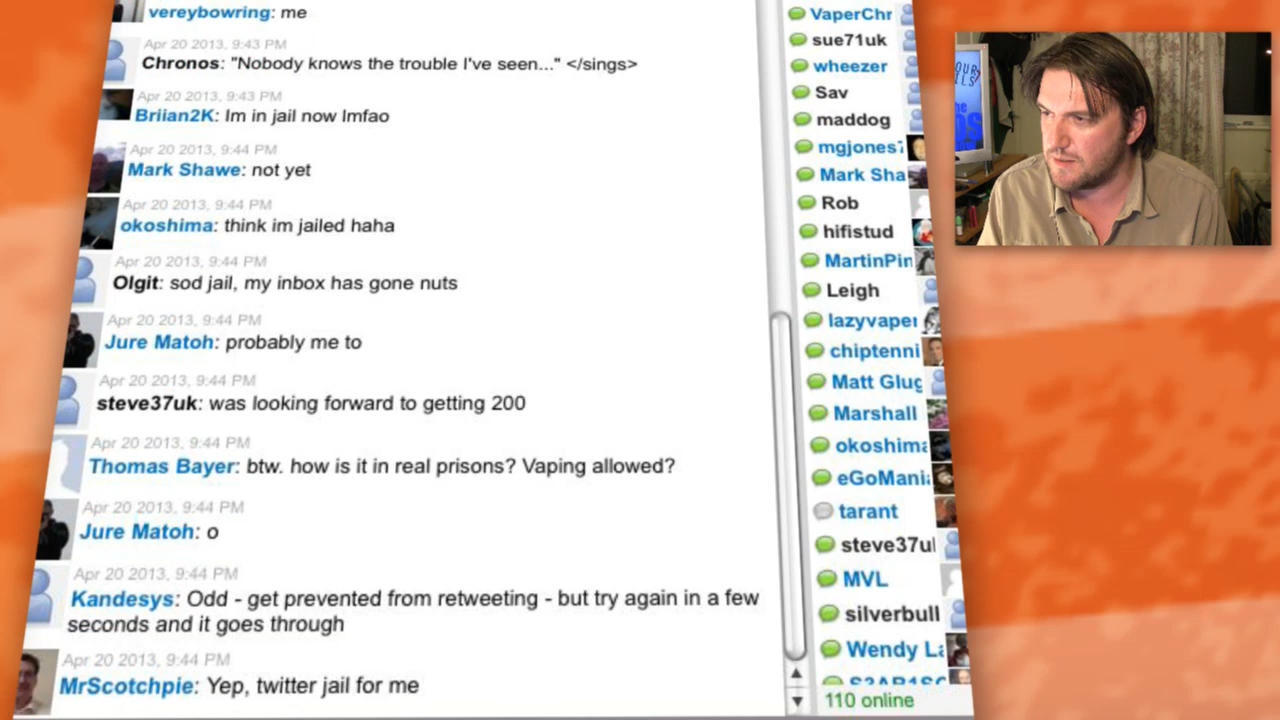 vereybowring: me
Apr 20 2013, 9:43 PM
Chronos: "Nobody knows the trouble I've seen..." </sings>
Apr 20 2013, 9:43 PM
Briian2K: Im in jail now lmfao
Apr 20 2013, 9:44 PM
Mark Shawe: not yet
Apr 20 2013, 9:44 PM
okoshima: think im jailed haha
Apr 20 2013, 9:44 PM
Olgit: sod jail, my inbox has gone nuts
Apr 20 2013, 9:44 PM
Jure Matoh: probably me to
Apr 20 2013, 9:44 PM
steve37uk: was looking forward to getting 200
Apr 20 2013, 9:44 PM
Thomas Bayer: btw. how is it in real prisons? Vaping allowed?
Apr 20 2013, 9:44 PM
Jure Matoh: o
Apr 20 2013, 9:44 PM
Kandesys: Odd - get prevented from retweeting - but try again in a few
seconds and it goes through
Apr 20 2013, 9:44 PM
MrScotchpie: Yep, twitter jail for me
VaperChr
sue71uk
wheezer
Sav
maddog
mgjones7
Mark Sha
Rob
hifistud
MartinPin
Leigh
lazyvaper
chiptenni
Matt Glug
Marshall
okoshima
eGoMania
tarant
steve37uk
MVL
silverbull
Wendy La
110 online
OUR
ILS
the